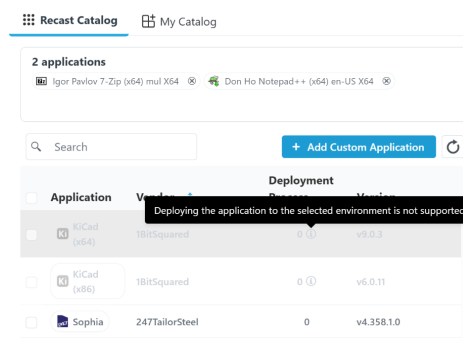 Recast Catalog
My Catalog
2 applications
Igor Pavlov 7-Zip (x64) mul X64
Don Ho Notepad++ (x64) en-US X64
Search
+ Add Custom Application
Deployment
Application
Deploying the application to the selected environment is not supported
KiCad
(x64)
1BitSquared
0
v9.0.3
KiCad
(x86)
1BitSquared
0
v6.0.11
Sophia
247TailorSteel
0
v4.358.1.0